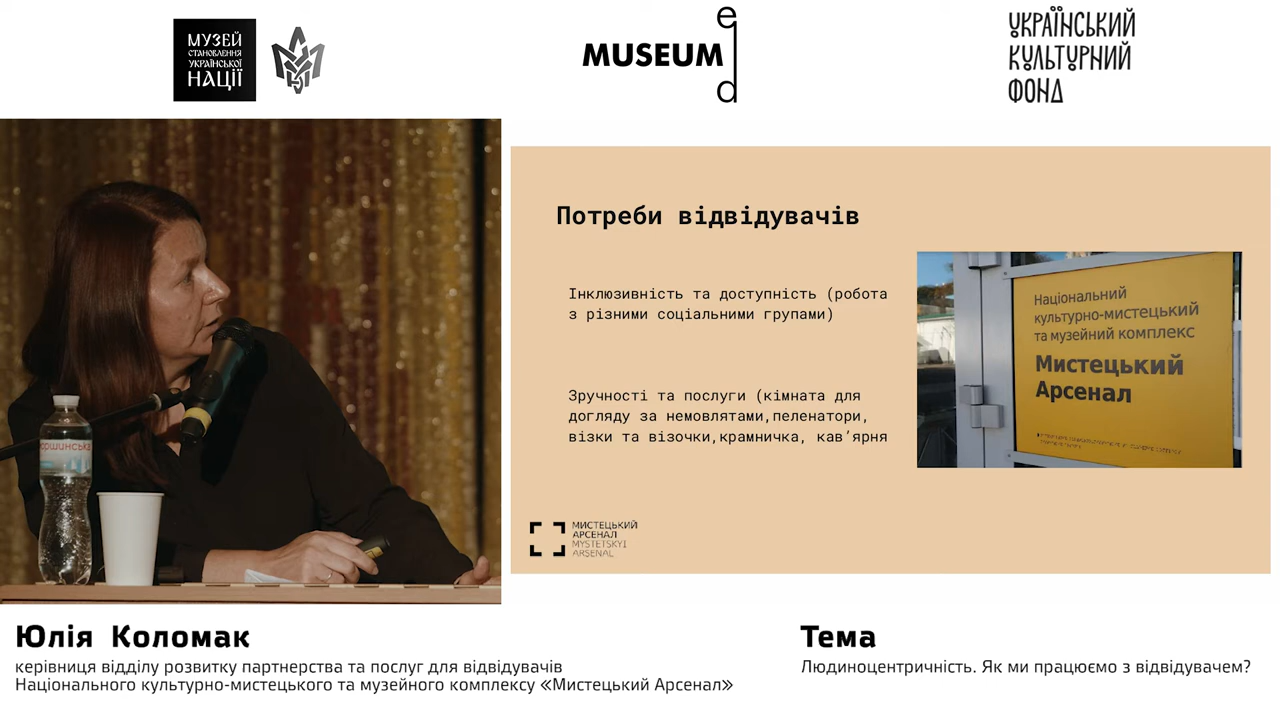 МУЗЕЙ
СТАНОВЛЕННЯ
УКРАЇНСЬКОЇ
НАЦІЇ
MUSEUM
ed
УКРАЇНСЬКИЙ
КУЛЬТУРНИЙ
ФОНД
Потреби відвідувачів
Інклюзивність та доступність (робота
з різними соціальними групами)
Зручності та послуги (кімната для
догляду за немовлятами,пеленатори,
візки та візочки,крамничка, кав’ярня
Національний
культурно-мистецький
та музейний комплекс
Мистецький
Арсенал
МИСТЕЦЬКИЙ
АРСЕНАЛ
MYSTETSKYI
ARSENAL
Юлія Коломак
керівниця відділу розвитку партнерства та послуг для відвідувачів
Національного культурно-мистецького та музейного комплексу «Мистецький Арсенал»
Тема
Людиноцентричність. Як ми працюємо з відвідувачем?